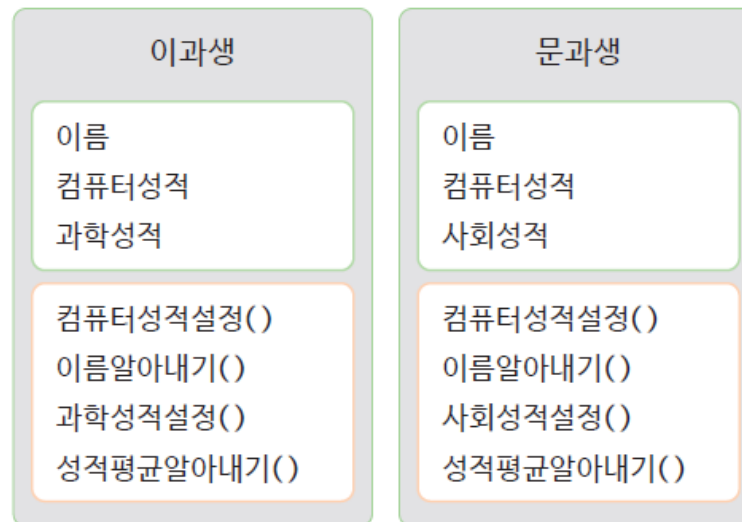 이과생
이름
컴퓨터성적
과학성적
컴퓨터성적설정()
이름알아내기()
과학성적설정()
성적평균알아내기()
문과생
이름
컴퓨터성적
사회성적
컴퓨터성적설정()
이름알아내기()
사회성적설정()
성적평균알아내기()